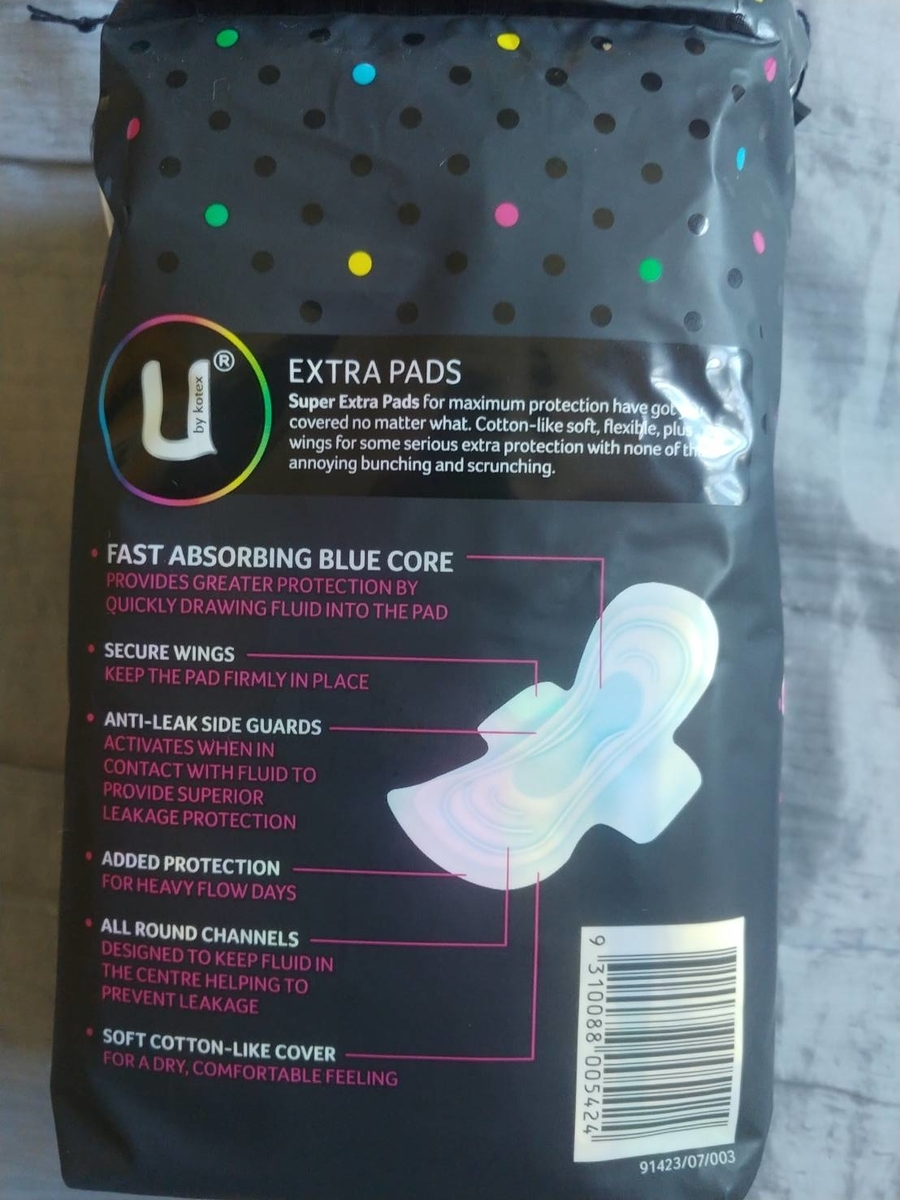 u®
by kotex
EXTRA PADS
Super Extra Pads for maximum protection have got
covered no matter what. Cotton-like soft, flexible, plus
wings for some serious extra protection with none of
annoying bunching and scrunching.
• FAST ABSORBING BLUE CORE
PROVIDES GREATER PROTECTION BY
QUICKLY DRAWING FLUID INTO THE PAD
• SECURE WINGS
KEEP THE PAD FIRMLY IN PLACE
• ANTI-LEAK SIDE GUARDS
ACTIVATES WHEN IN
CONTACT WITH FLUID TO
PROVIDE SUPERIOR
LEAKAGE PROTECTION
• ADDED PROTECTION
FOR HEAVY FLOW DAYS
• ALL ROUND CHANNELS
DESIGNED TO KEEP FLUID IN
THE CENTRE HELPING TO
PREVENT LEAKAGE
• SOFT COTTON-LIKE COVER
FOR A DRY, COMFORTABLE FEELING
9 310088 005424
91423/07/003